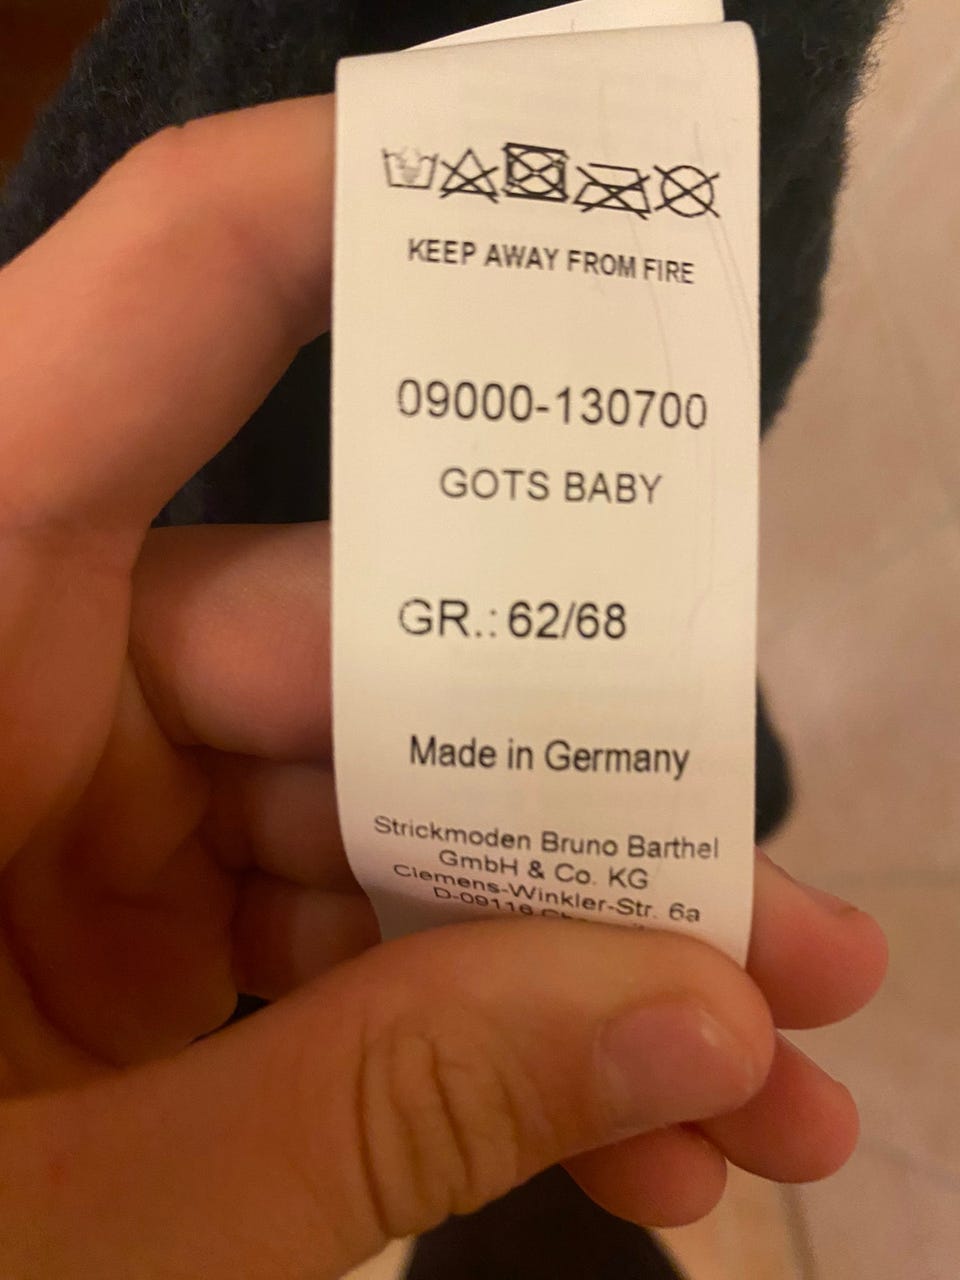 KEEP AWAY FROM FIRE
09000-130700
GOTS BABY
GR.: 62/68
Made in Germany
Strickmoden Bruno Barthel
GmbH & Co. KG
Clemens-Winkler-Str. 6a
D-09116